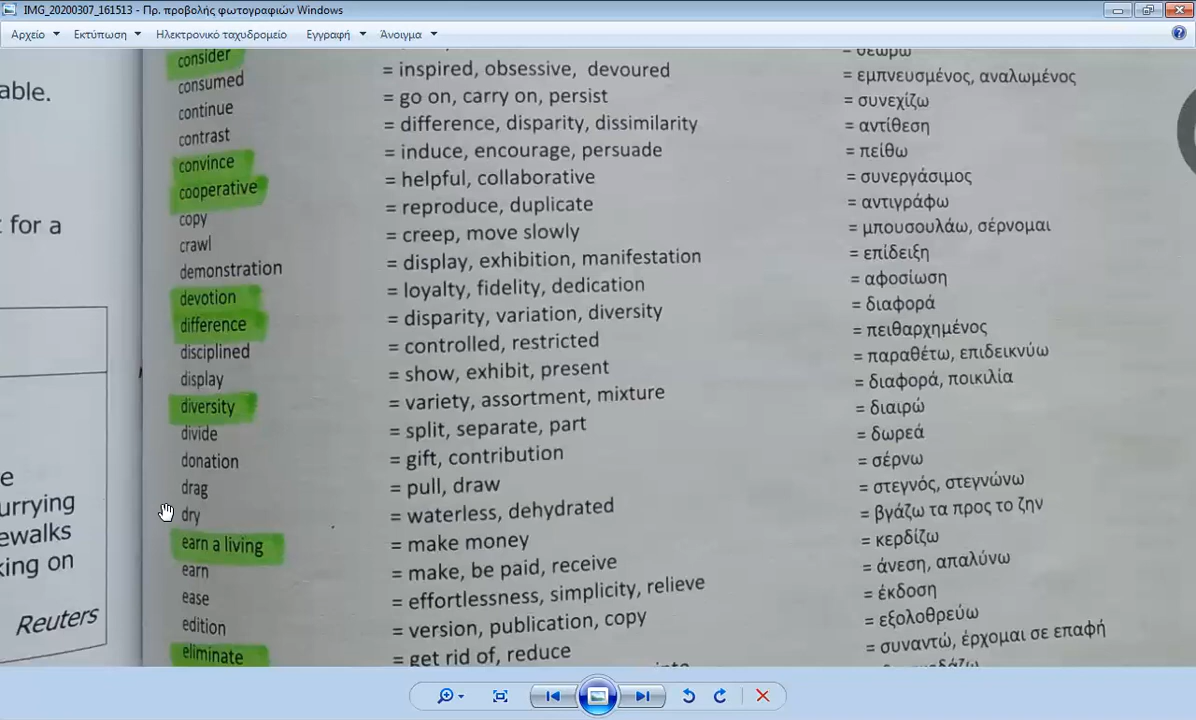 IMG_20200307_161513 - Πρ. προβολής φωτογραφιών Windows
Αρχείο Εκτύπωση Ηλεκτρονικό ταχυδρομείο Εγγραφή Άνοιγμα
able.
for a
e
urrying
ewalks
king on
Reuters
consider = θεωρώ
consumed = inspired, obsessive, devoured = εμπνευσμένος, αναλωμένος
continue = go on, carry on, persist = συνεχίζω
contrast = difference, disparity, dissimilarity = αντίθεση
convince = induce, encourage, persuade = πείθω
cooperative = helpful, collaborative = συνεργάσιμος
copy = reproduce, duplicate = αντιγράφω
crawl = creep, move slowly = μπουσουλάω, σέρνομαι
demonstration = display, exhibition, manifestation = επίδειξη
devotion = loyalty, fidelity, dedication = αφοσίωση
difference = disparity, variation, diversity = διαφορά
disciplined = controlled, restricted = πειθαρχημένος
display = show, exhibit, present = παραθέτω, επιδεικνύω
diversity = variety, assortment, mixture = διαφορά, ποικιλία
divide = split, separate, part = διαιρώ
donation = gift, contribution = δωρεά
drag = pull, draw = σέρνω
dry = waterless, dehydrated = στεγνός, στεγνώνω
earn a living = make money = βγάζω τα προς το ζην
earn = make, be paid, receive = κερδίζω
ease = effortlessness, simplicity, relieve = άνεση, απαλύνω
edition = version, publication, copy = έκδοση
eliminate = get rid of, reduce = εξολοθρεύω
= συναντώ, έρχομαι σε επαφή